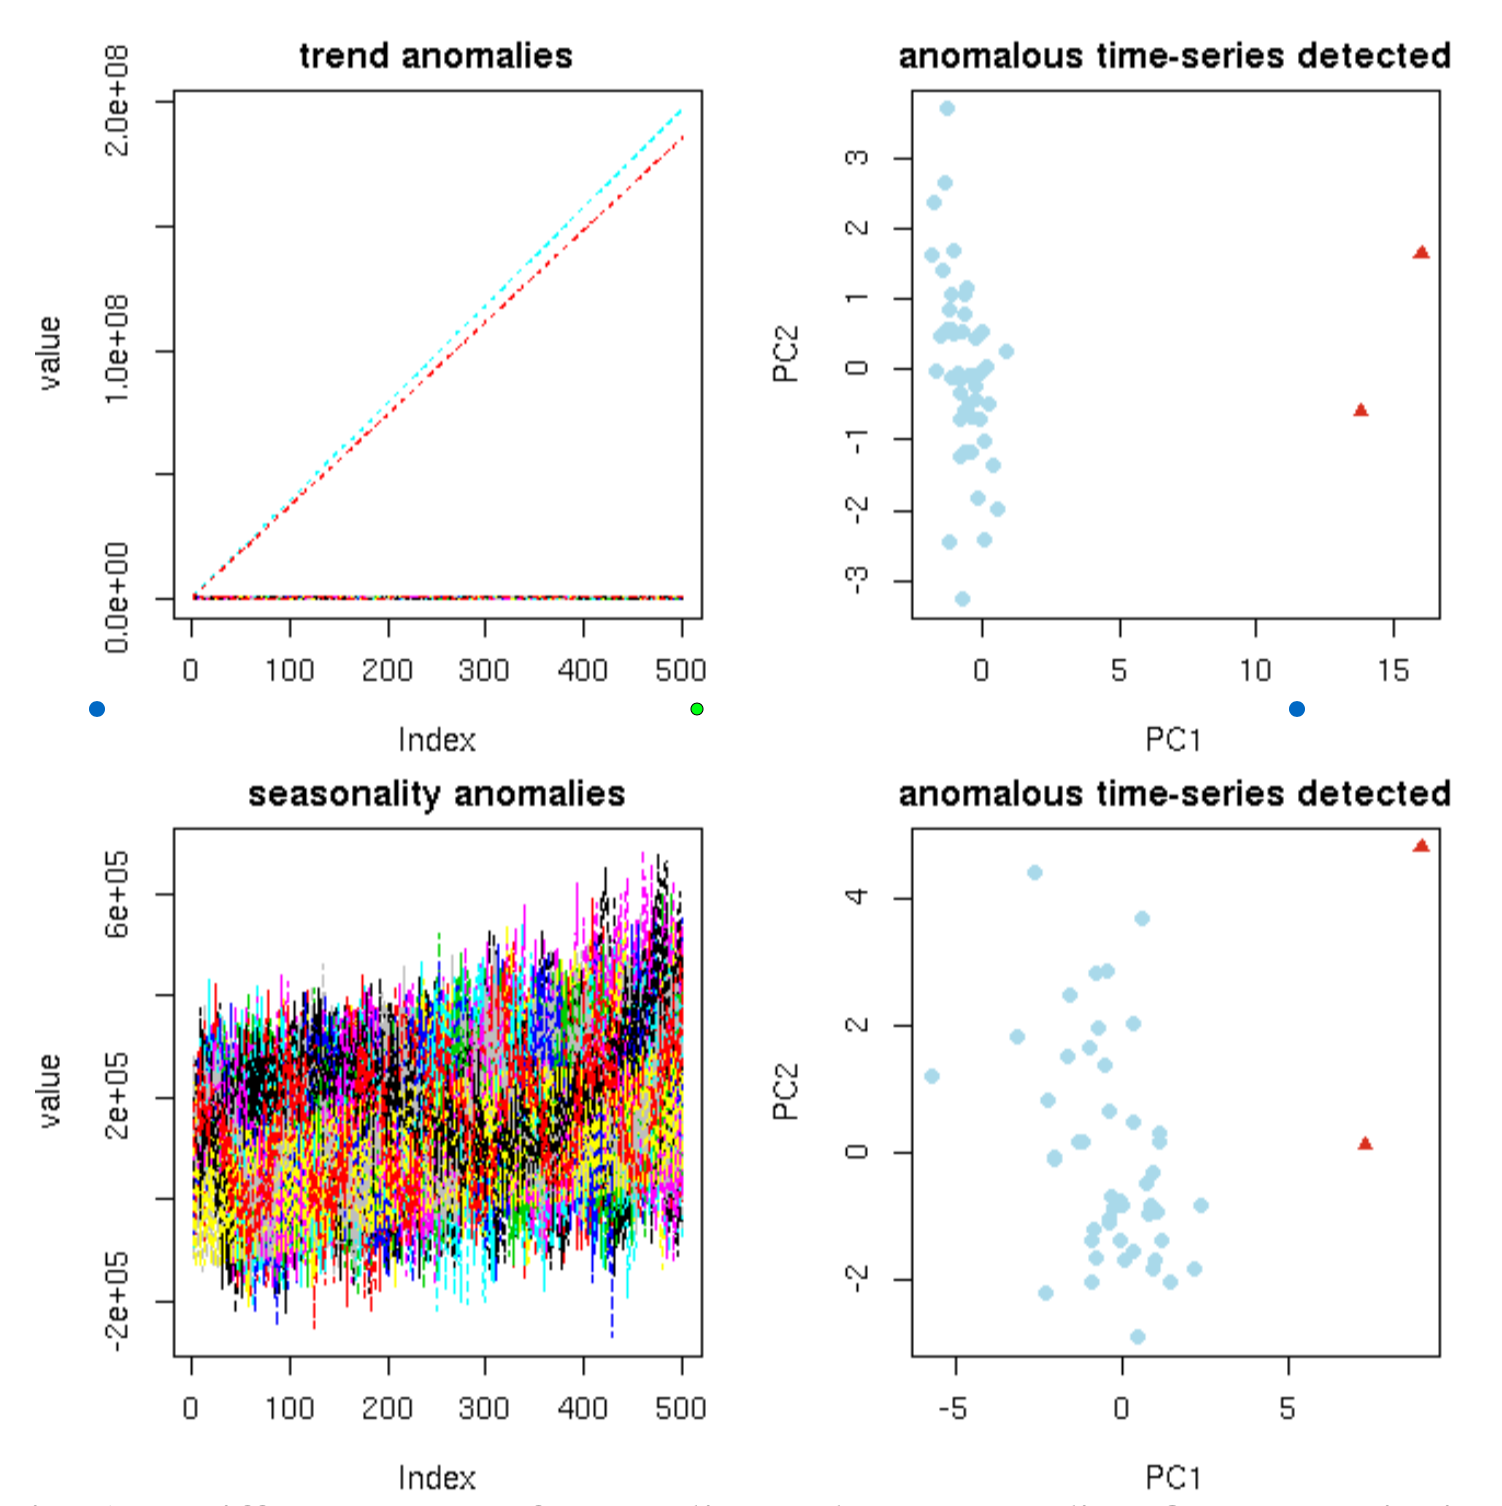 trend anomalies
value
2.0e+08
1.0e+08
0.0e+00
0 100 200 300 400 500
Index
anomalous time-series detected
PC2
3
2
1
0
-1
-2
-3
0 5 10 15
PC1
seasonality anomalies
value
6e+05
2e+05
-2e+05
0 100 200 300 400 500
Index
anomalous time-series detected
PC2
4
2
0
-2
-5 0 5
PC1